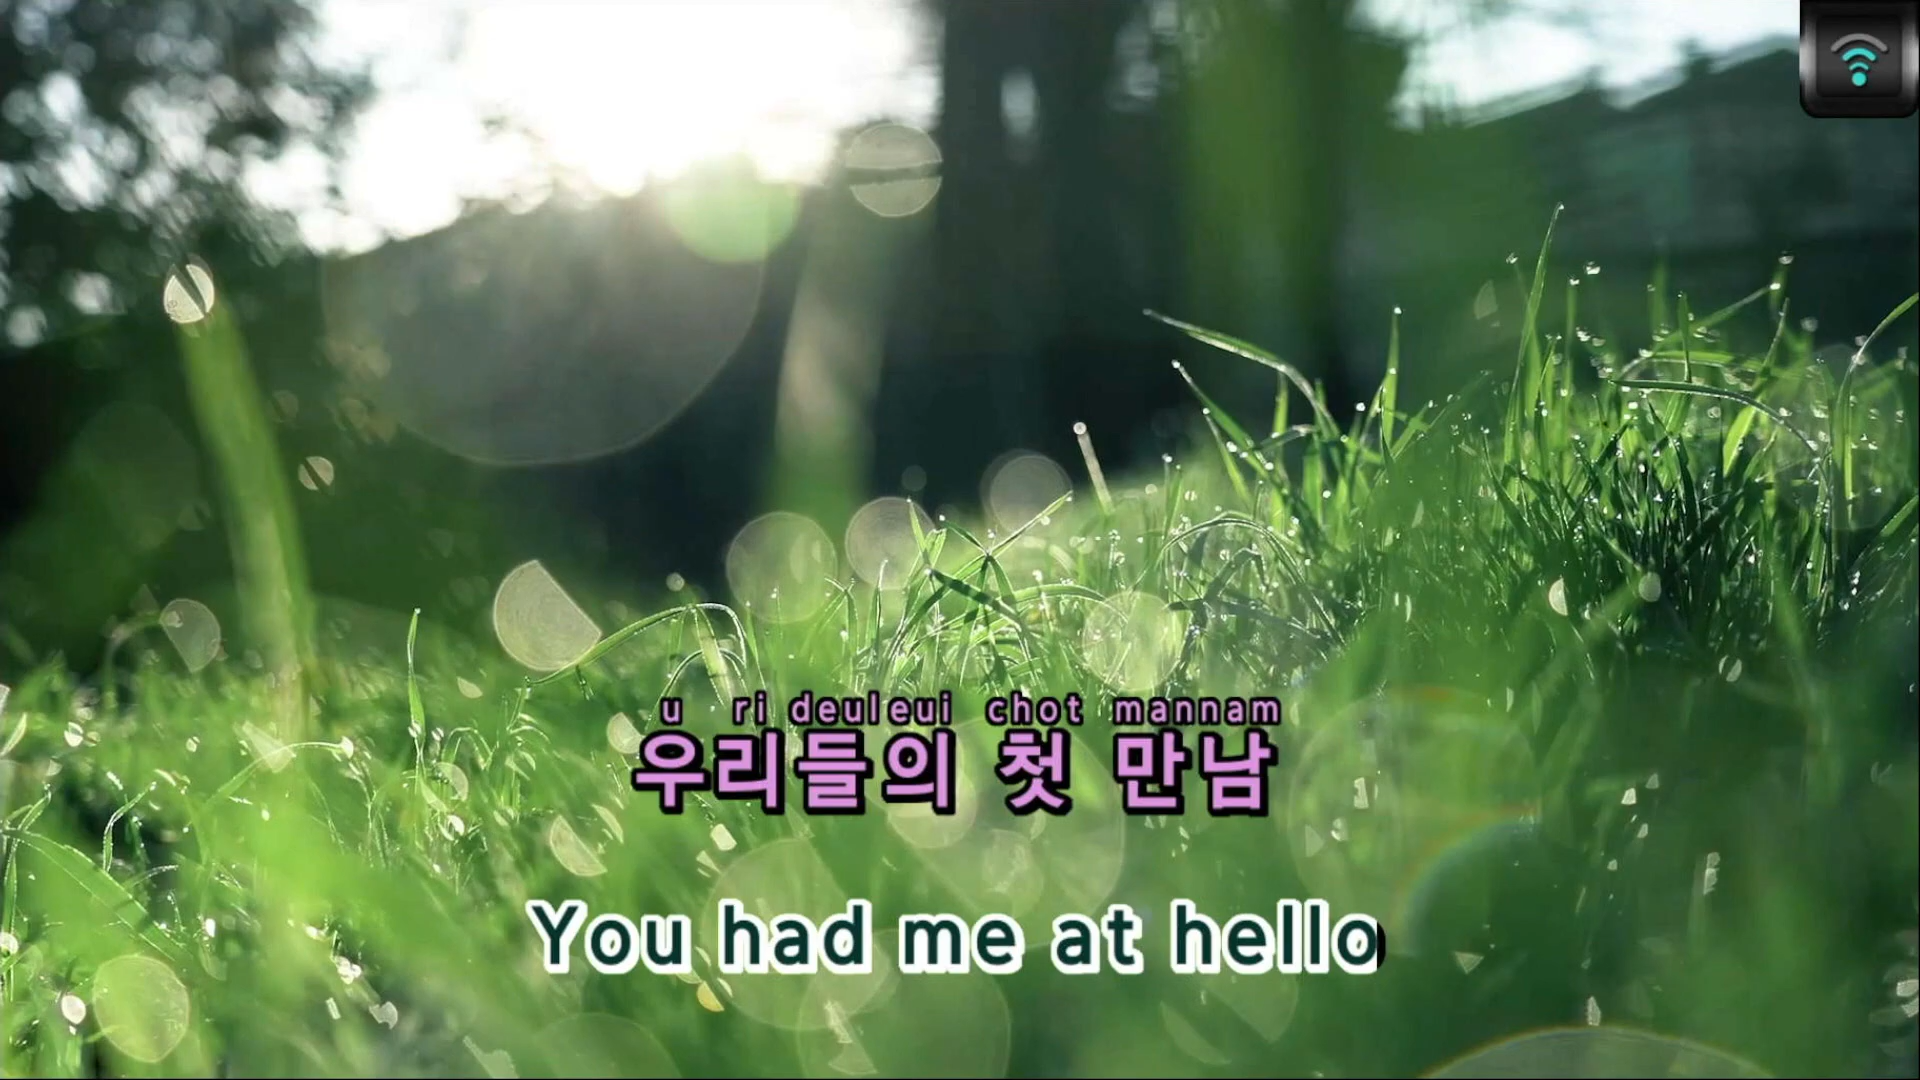 u ri deuleui chot mannam
우리들의 첫 만남
You had me at hello